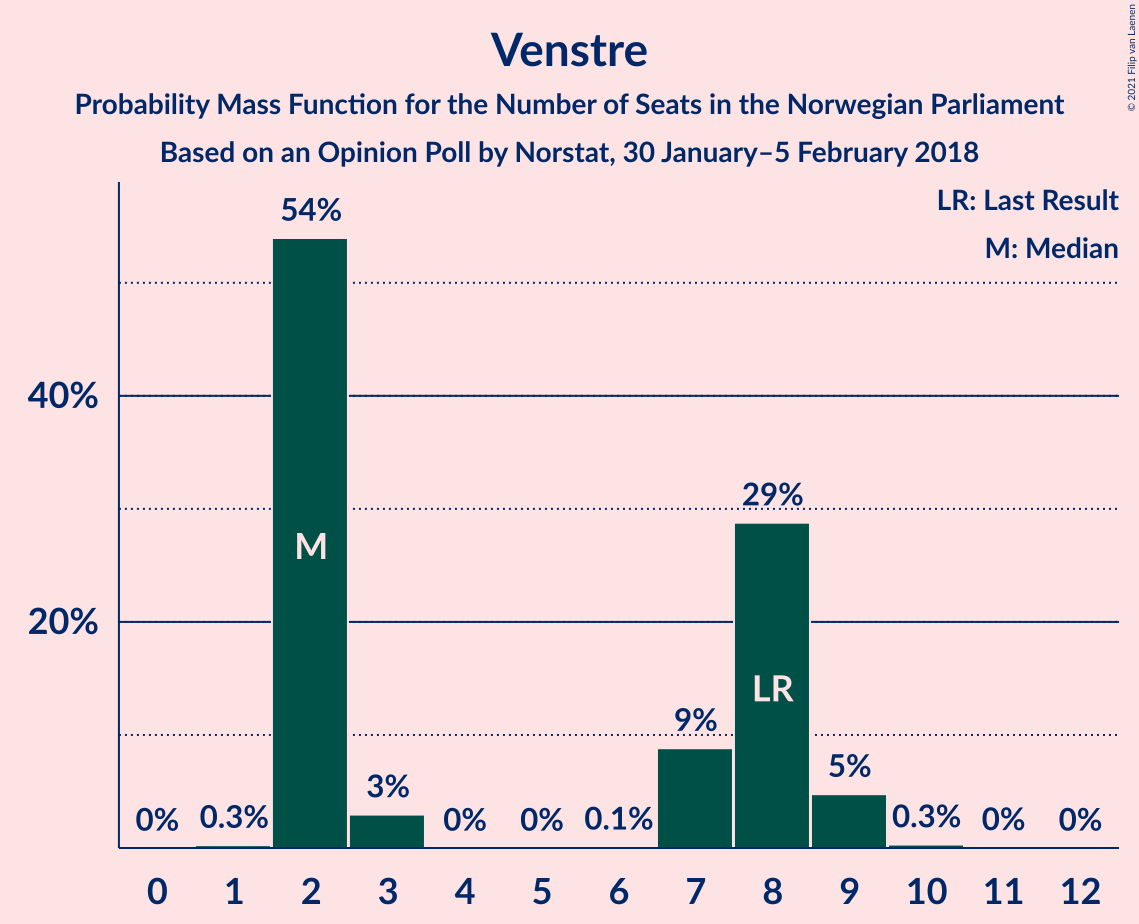 Venstre
Probability Mass Function for the Number of Seats in the Norwegian Parliament
Based on an Opinion Poll by Norstat, 30 January–5 February 2018
© 2021 Filip van Laenen
LR: Last Result
M: Median
40%
20%
0% 0.3% 54% 3% 0% 0% 0.1% 9% 29% 5% 0.3% 0% 0%
M
LR
0 1 2 3 4 5 6 7 8 9 10 11 12